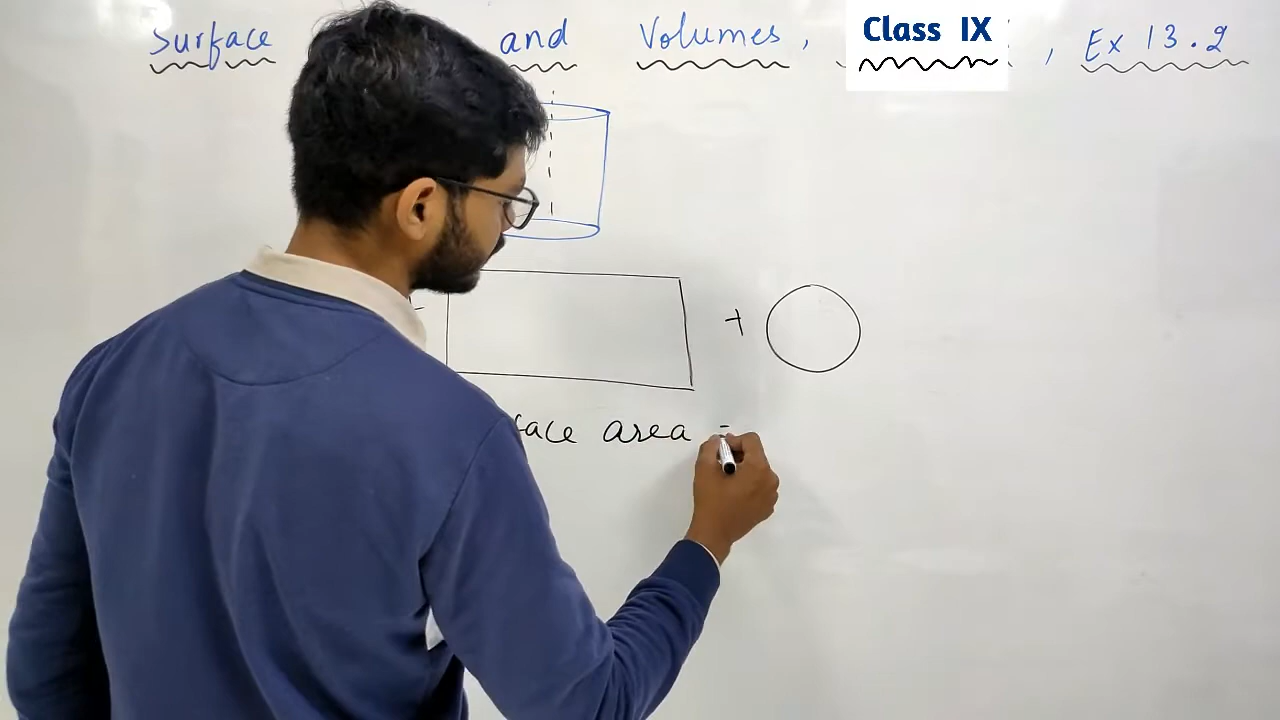 Surface and Volumes, Class IX, Ex 13.2
+
face area =